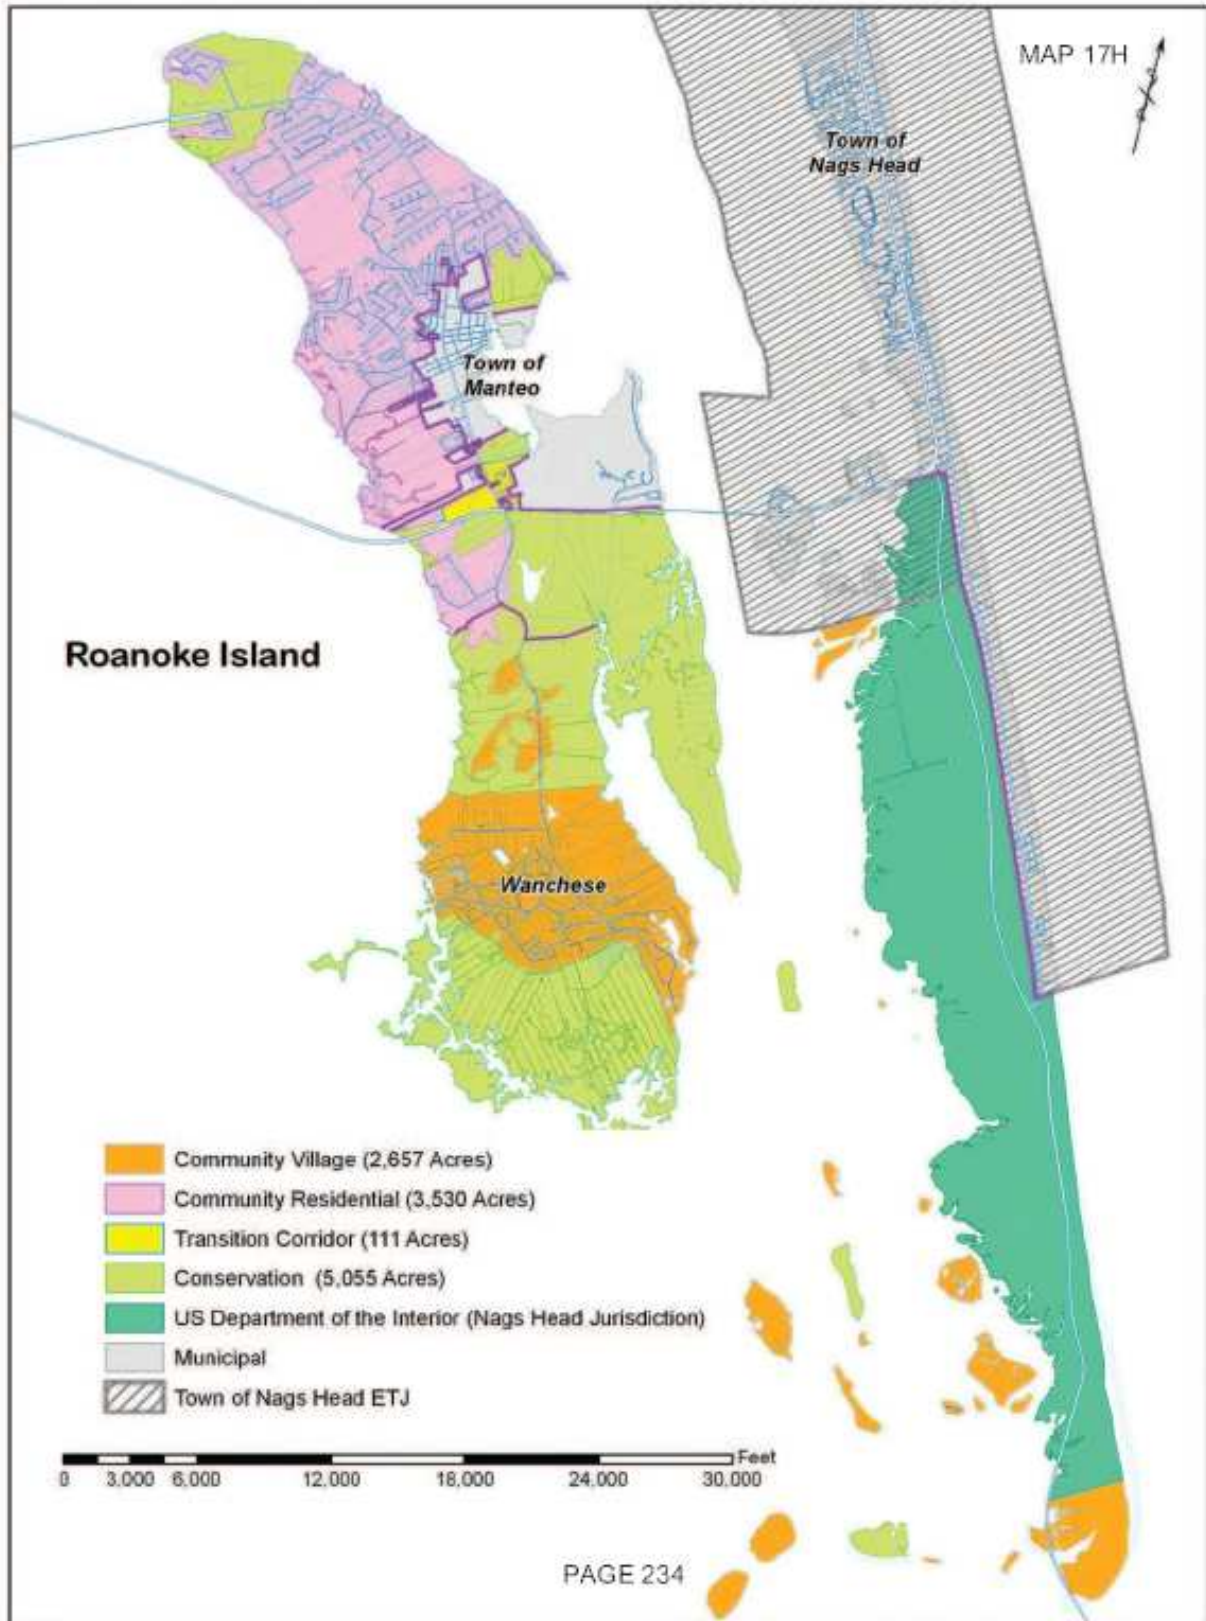 MAP 17H
Town of
Nags Head
Town of
Manteo
Roanoke Island
Wanchese
Community Village (2,657 Acres)
Community Residential (3,530 Acres)
Transition Corridor (111 Acres)
Conservation (5,055 Acres)
US Department of the Interior (Nags Head Jurisdiction)
Municipal
Town of Nags Head ETJ
Feet
0 3,000 6,000 12,000 18,000 24,000 30,000
PAGE 234